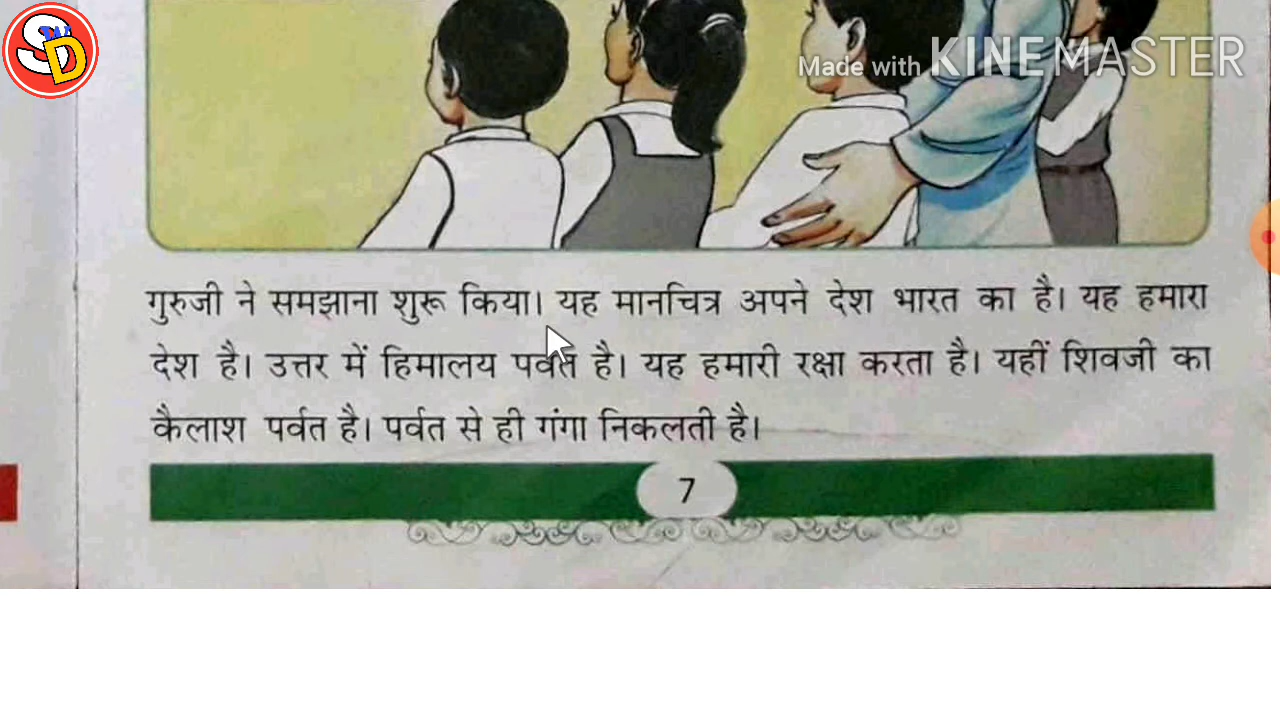 SWD
Made with KINEMASTER
गुरुजी ने समझाना शुरू किया। यह मानचित्र अपने देश भारत का है। यह हमारा
देश है। उत्तर में हिमालय पर्वत है। यह हमारी रक्षा करता है। यहीं शिवजी का
कैलाश पर्वत है। पर्वत से ही गंगा निकलती है।
7